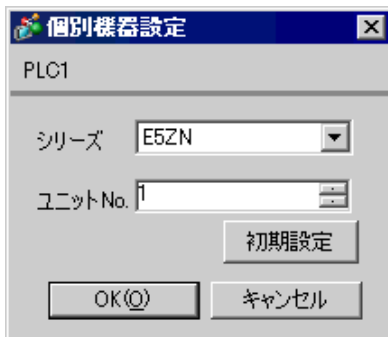 個別機器設定
PLC1
シリーズ E5ZN
ユニットNo. 1
初期設定
OK(O) キャンセル